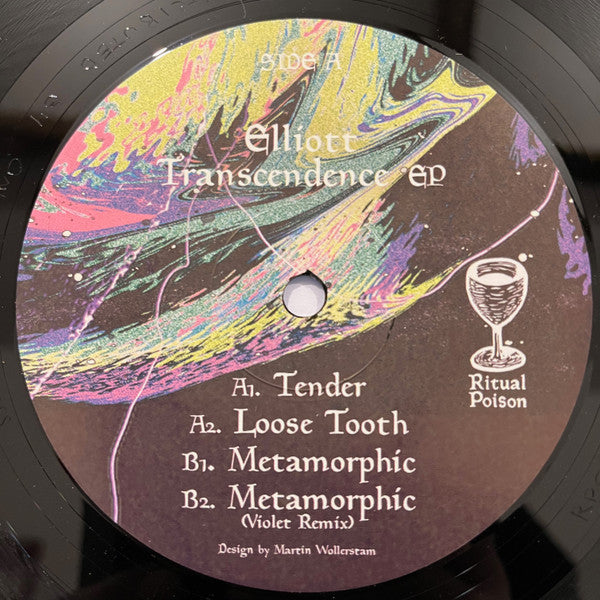 SIDE A
Elliott
Transcendence EP
Ritual
Poison
A1. Tender
A2. Loose Tooth
B1. Metamorphic
B2. Metamorphic
(Violet Remix)
Design by Martin Wollerstam